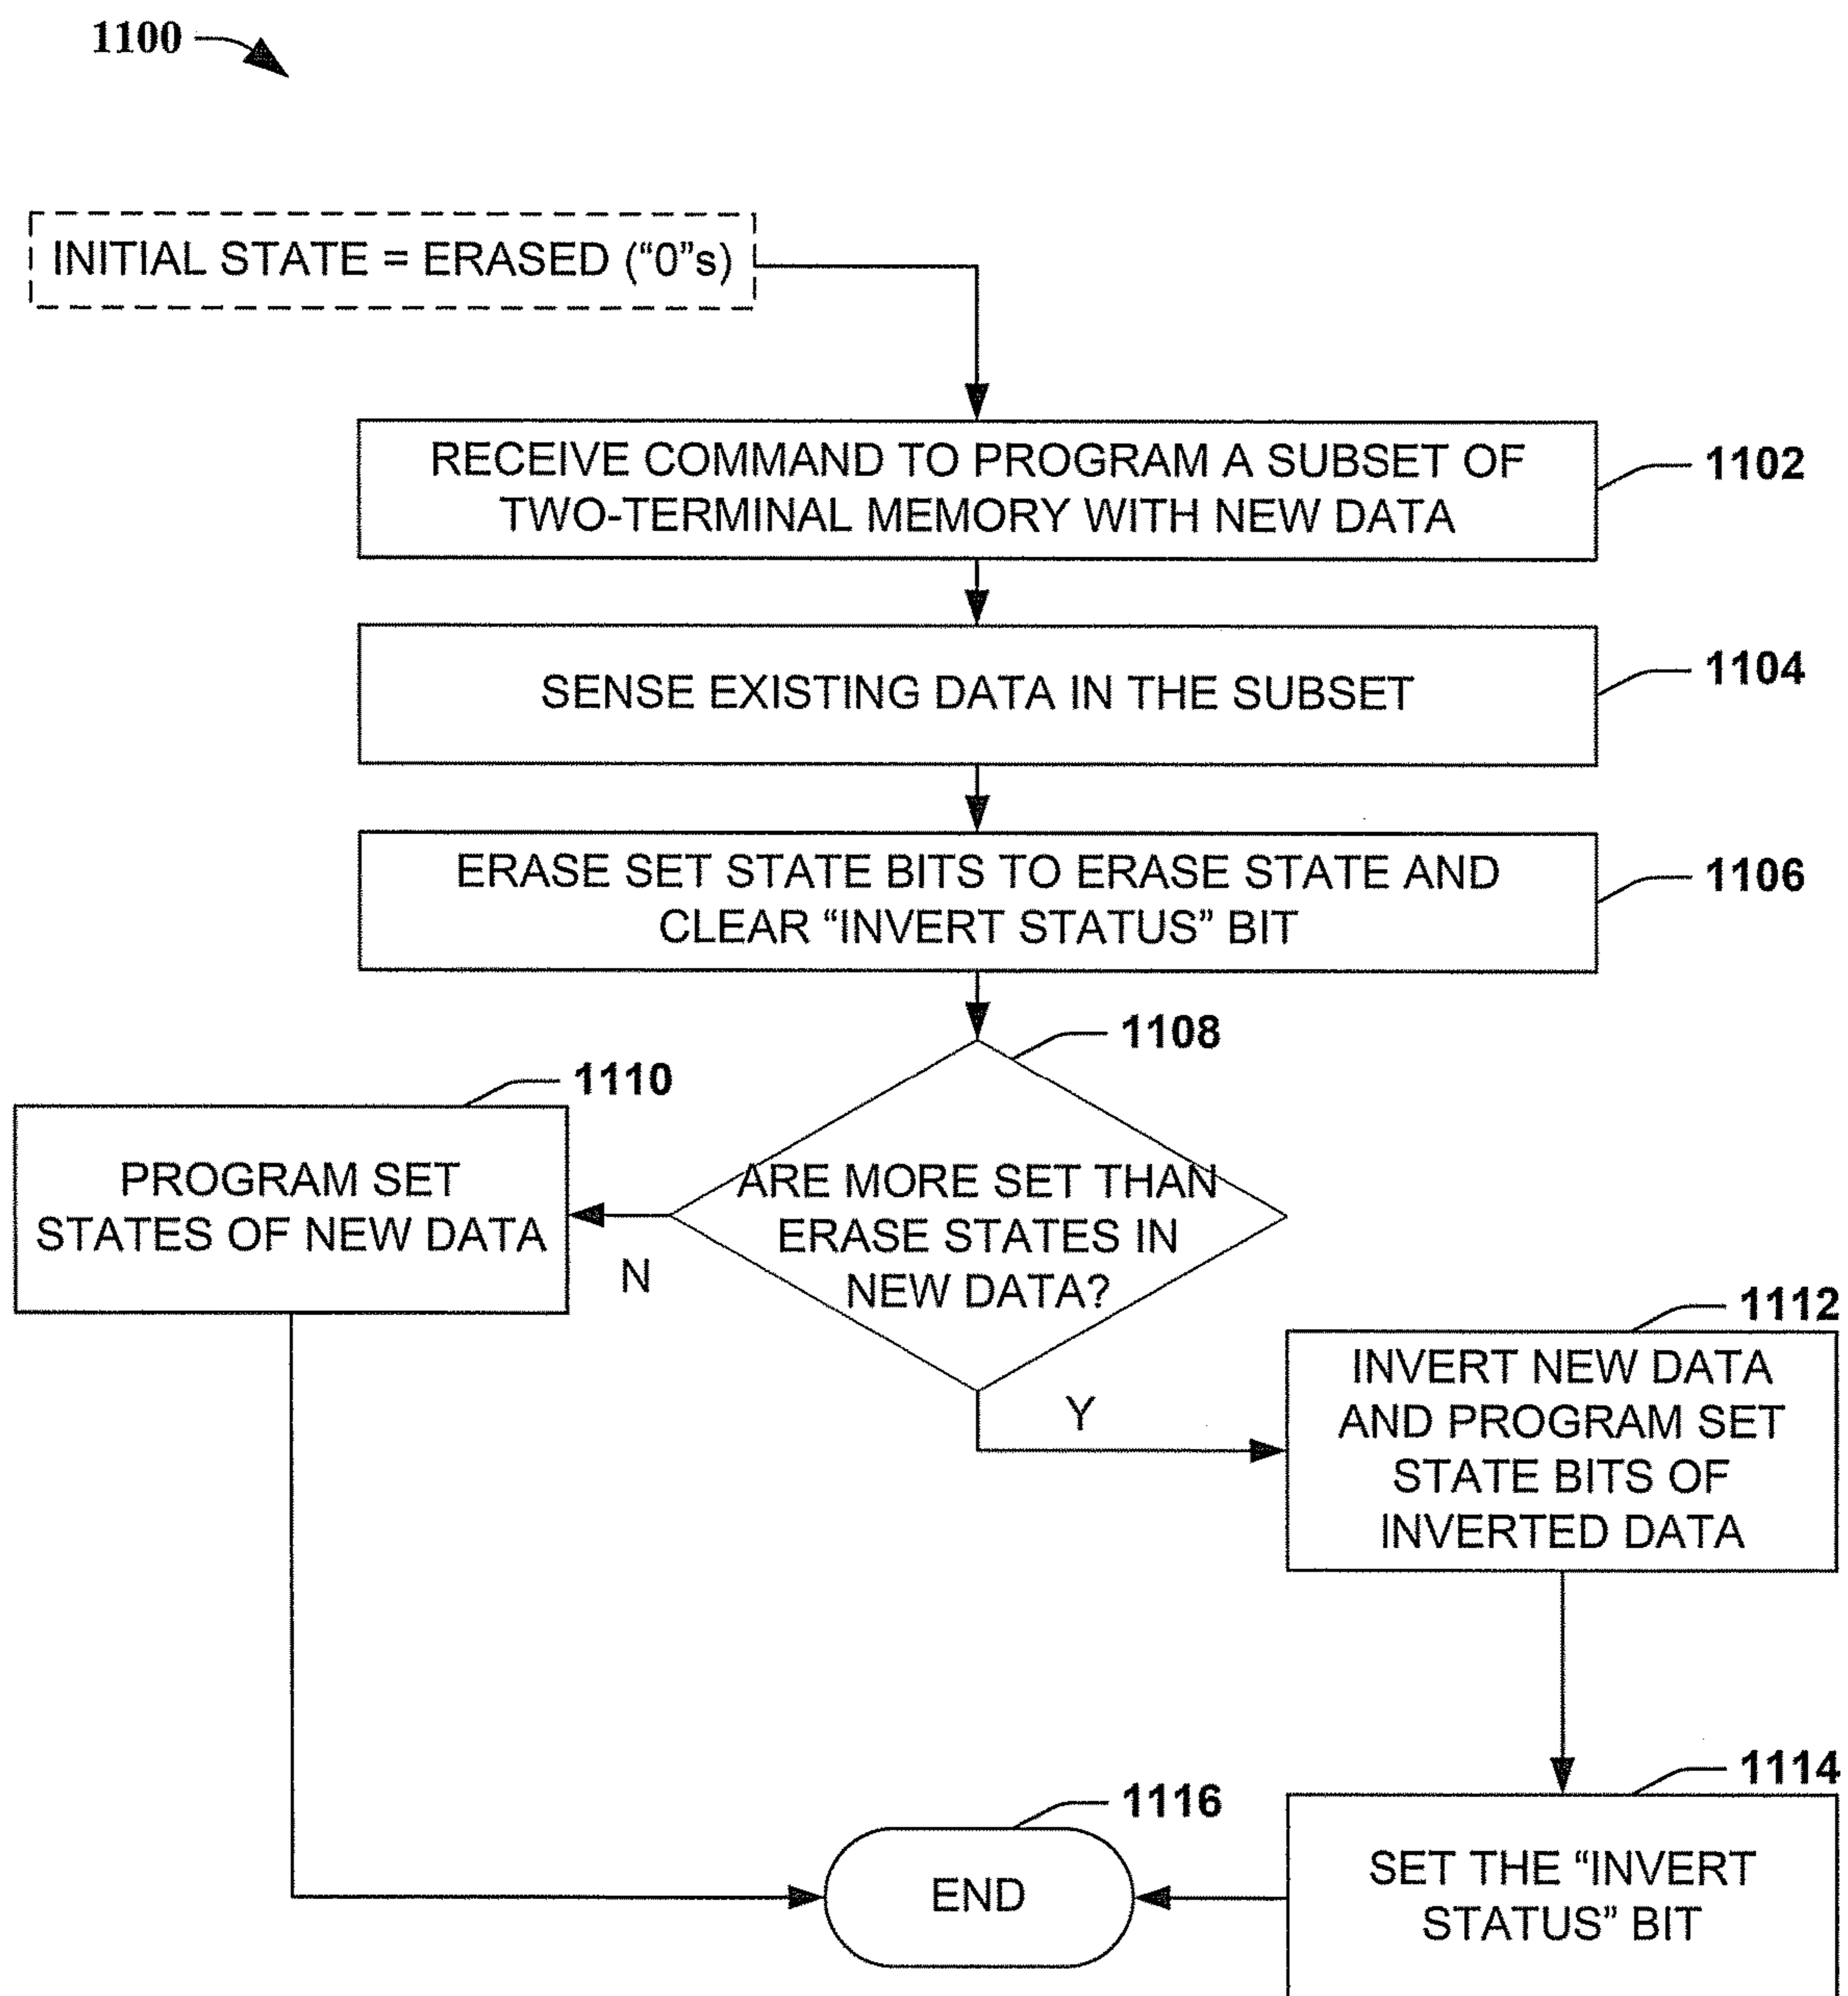 1100
INITIAL STATE = ERASED (“0”s)
RECEIVE COMMAND TO PROGRAM A SUBSET OF
TWO-TERMINAL MEMORY WITH NEW DATA
1102
SENSE EXISTING DATA IN THE SUBSET
1104
ERASE SET STATE BITS TO ERASE STATE AND
CLEAR “INVERT STATUS” BIT
1106
1108
ARE MORE SET THAN
ERASE STATES IN
NEW DATA?
1110
PROGRAM SET
STATES OF NEW DATA
N
Y
1112
INVERT NEW DATA
AND PROGRAM SET
STATE BITS OF
INVERTED DATA
1114
SET THE “INVERT
STATUS” BIT
1116
END